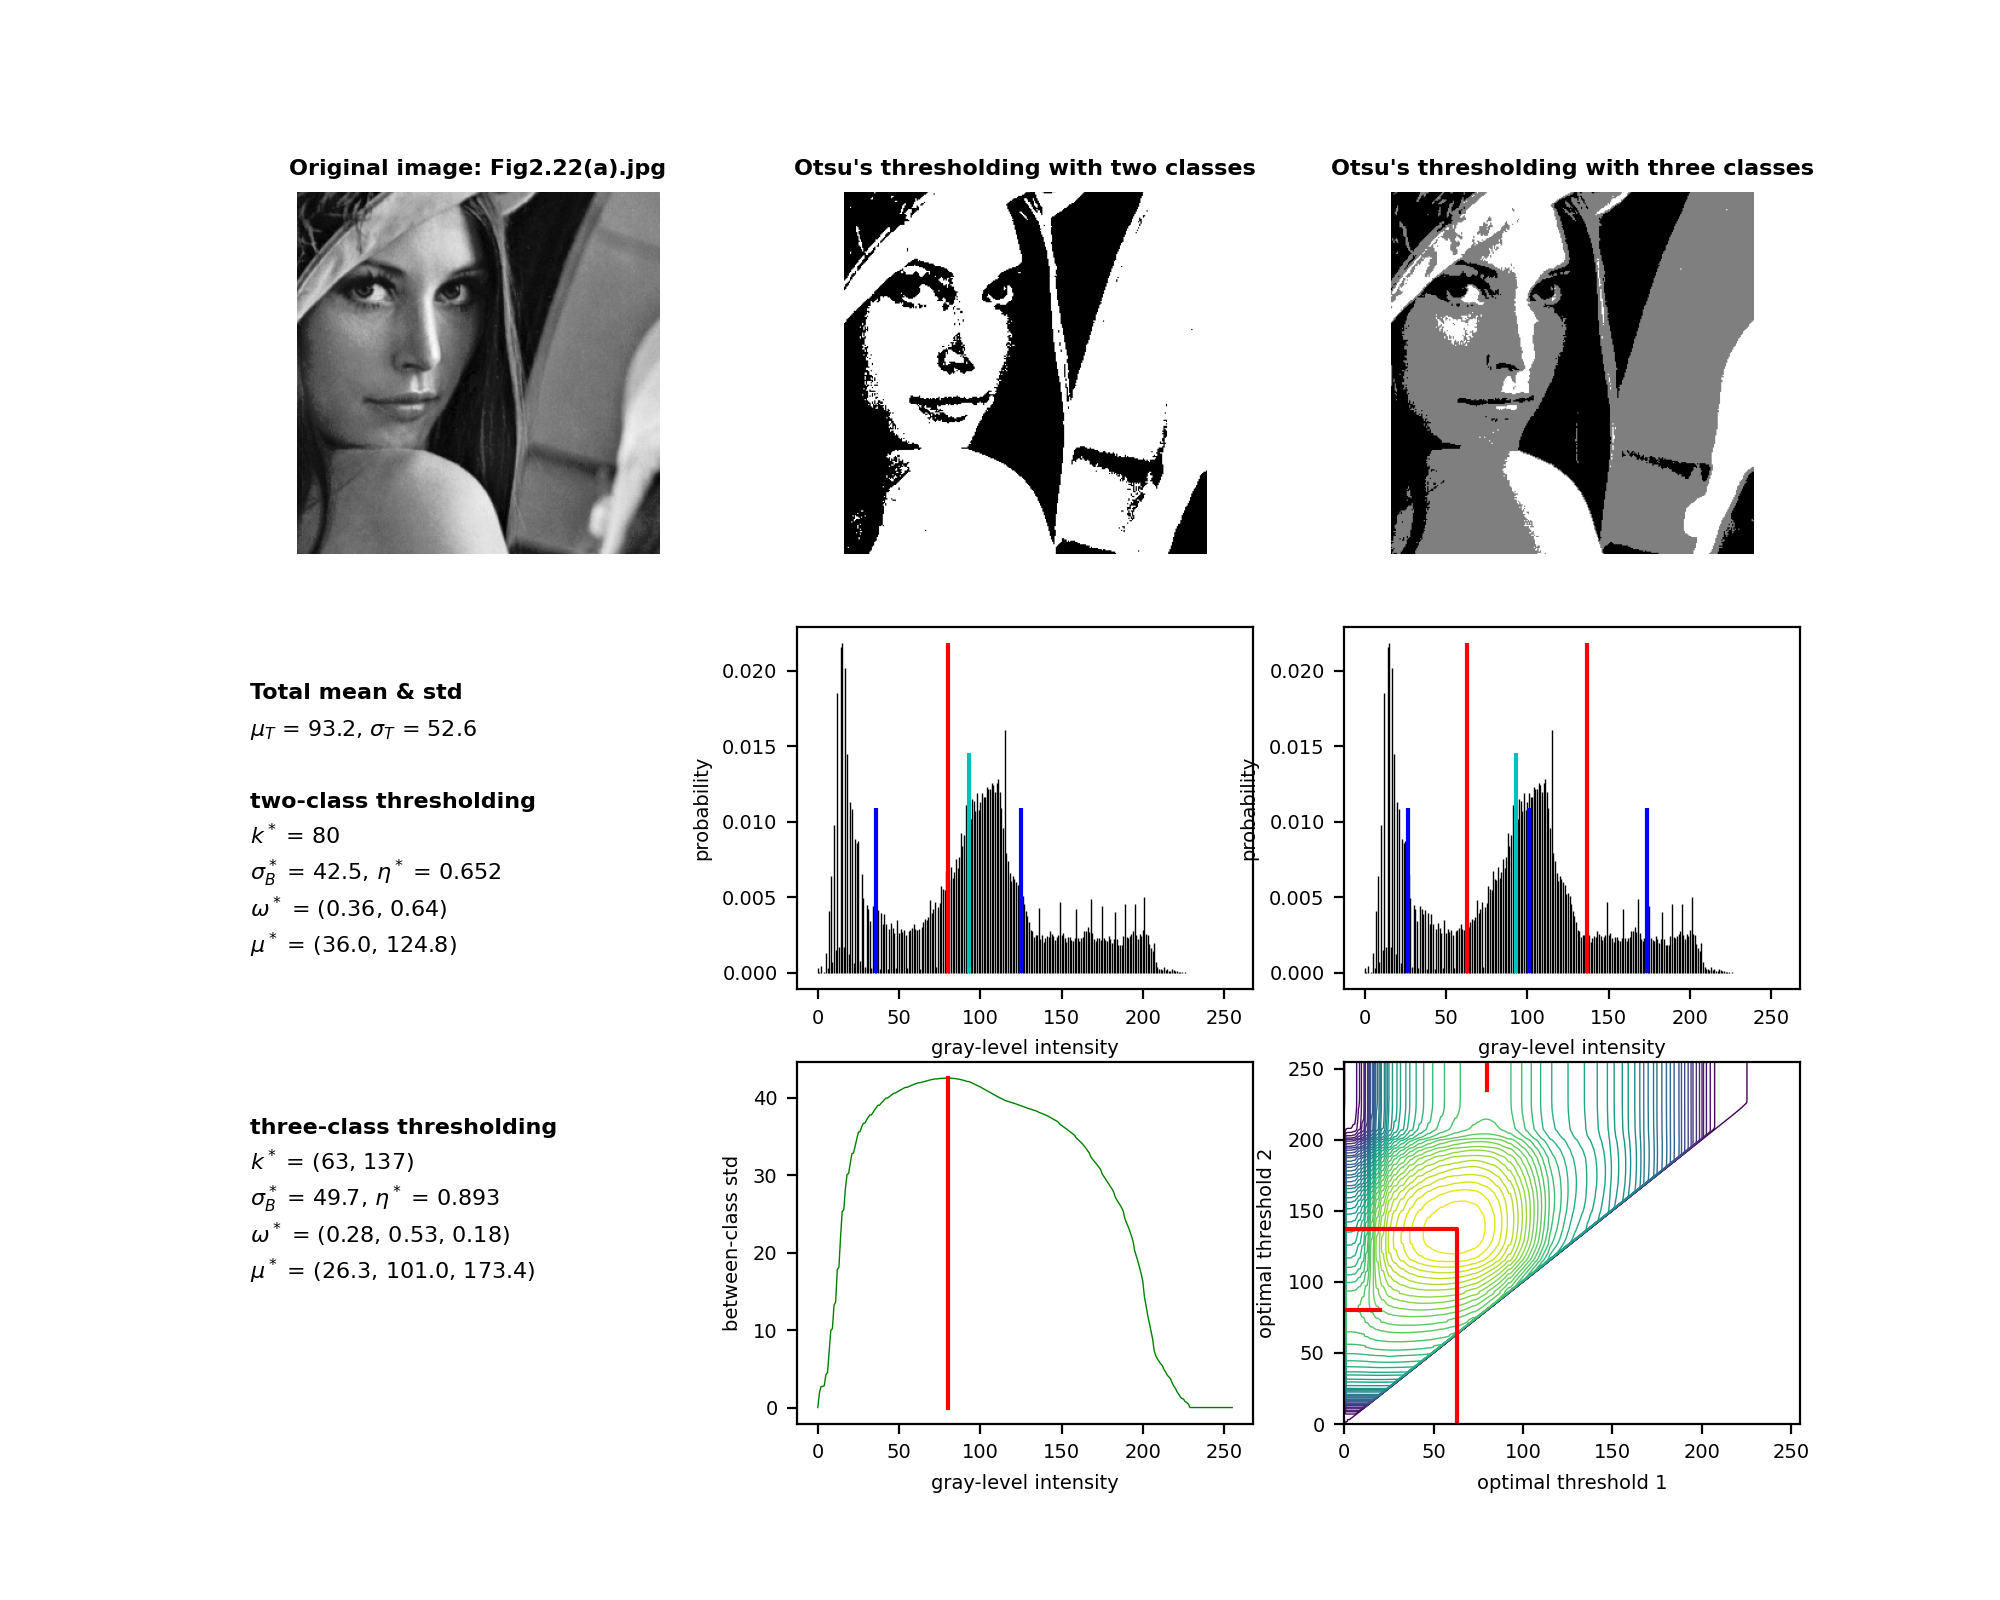 Original image: Fig2.22(a).jpg
Otsu's thresholding with two classes
Otsu's thresholding with three classes
Total mean & std
μ_T = 93.2, σ_T = 52.6
two-class thresholding
k* = 80
σ*_B = 42.5, η* = 0.652
ω* = (0.36, 0.64)
μ* = (36.0, 124.8)
probability
0.020
0.015
0.010
0.005
0.000
0 50 100 150 200 250
gray-level intensity
probability
0.020
0.015
0.010
0.005
0.000
0 50 100 150 200 250
gray-level intensity
three-class thresholding
k* = (63, 137)
σ*_B = 49.7, η* = 0.893
ω* = (0.28, 0.53, 0.18)
μ* = (26.3, 101.0, 173.4)
between-class std
40
30
20
10
0
0 50 100 150 200 250
gray-level intensity
optimal threshold 2
250
200
150
100
50
0
0 50 100 150 200 250
optimal threshold 1